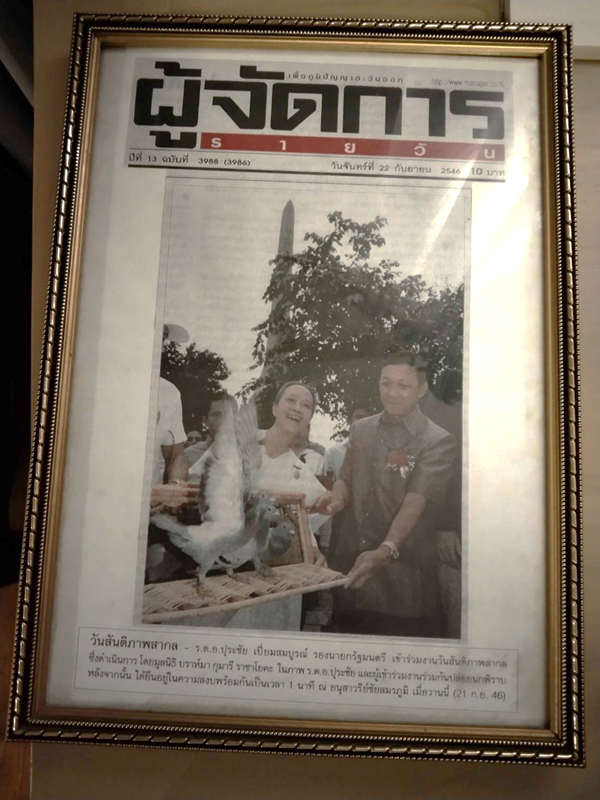 เพื่อภูมิปัญญาตะวันออก
http://www.manager.co.th
ผู้จัดการ
รายวัน
ปีที่ 13 ฉบับที่ 3988 (3986) วันจันทร์ที่ 22 กันยายน 2546 10 บาท
วันสันติภาพสากล - ร.ต.อ.ปุระชัย เปี่ยมสมบูรณ์ รองนายกรัฐมนตรี เข้าร่วมงานวันสันติภาพสากล
ซึ่งดำเนินการ โดยมูลนิธิ บราห์มา กุมารี ราชาโยคะ ในภาพ ร.ต.อ.ปุระชัย และผู้เข้าร่วมงานร่วมกันปล่อยนกพิราบ
หลังจากนั้น ได้ยืนอยู่ในความสงบพร้อมกันเป็นเวลา 1 นาที ณ อนุสาวรีย์ชัยสมรภูมิ เมื่อวานนี้ (21 ก.ย. 46)